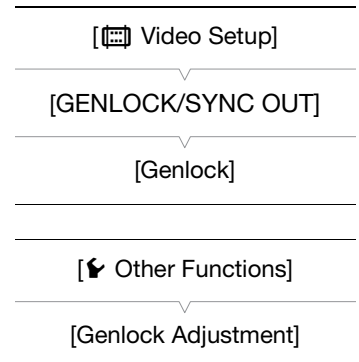 [ Video Setup]
[GENLOCK/SYNC OUT]
[Genlock]
[ Other Functions]
[Genlock Adjustment]